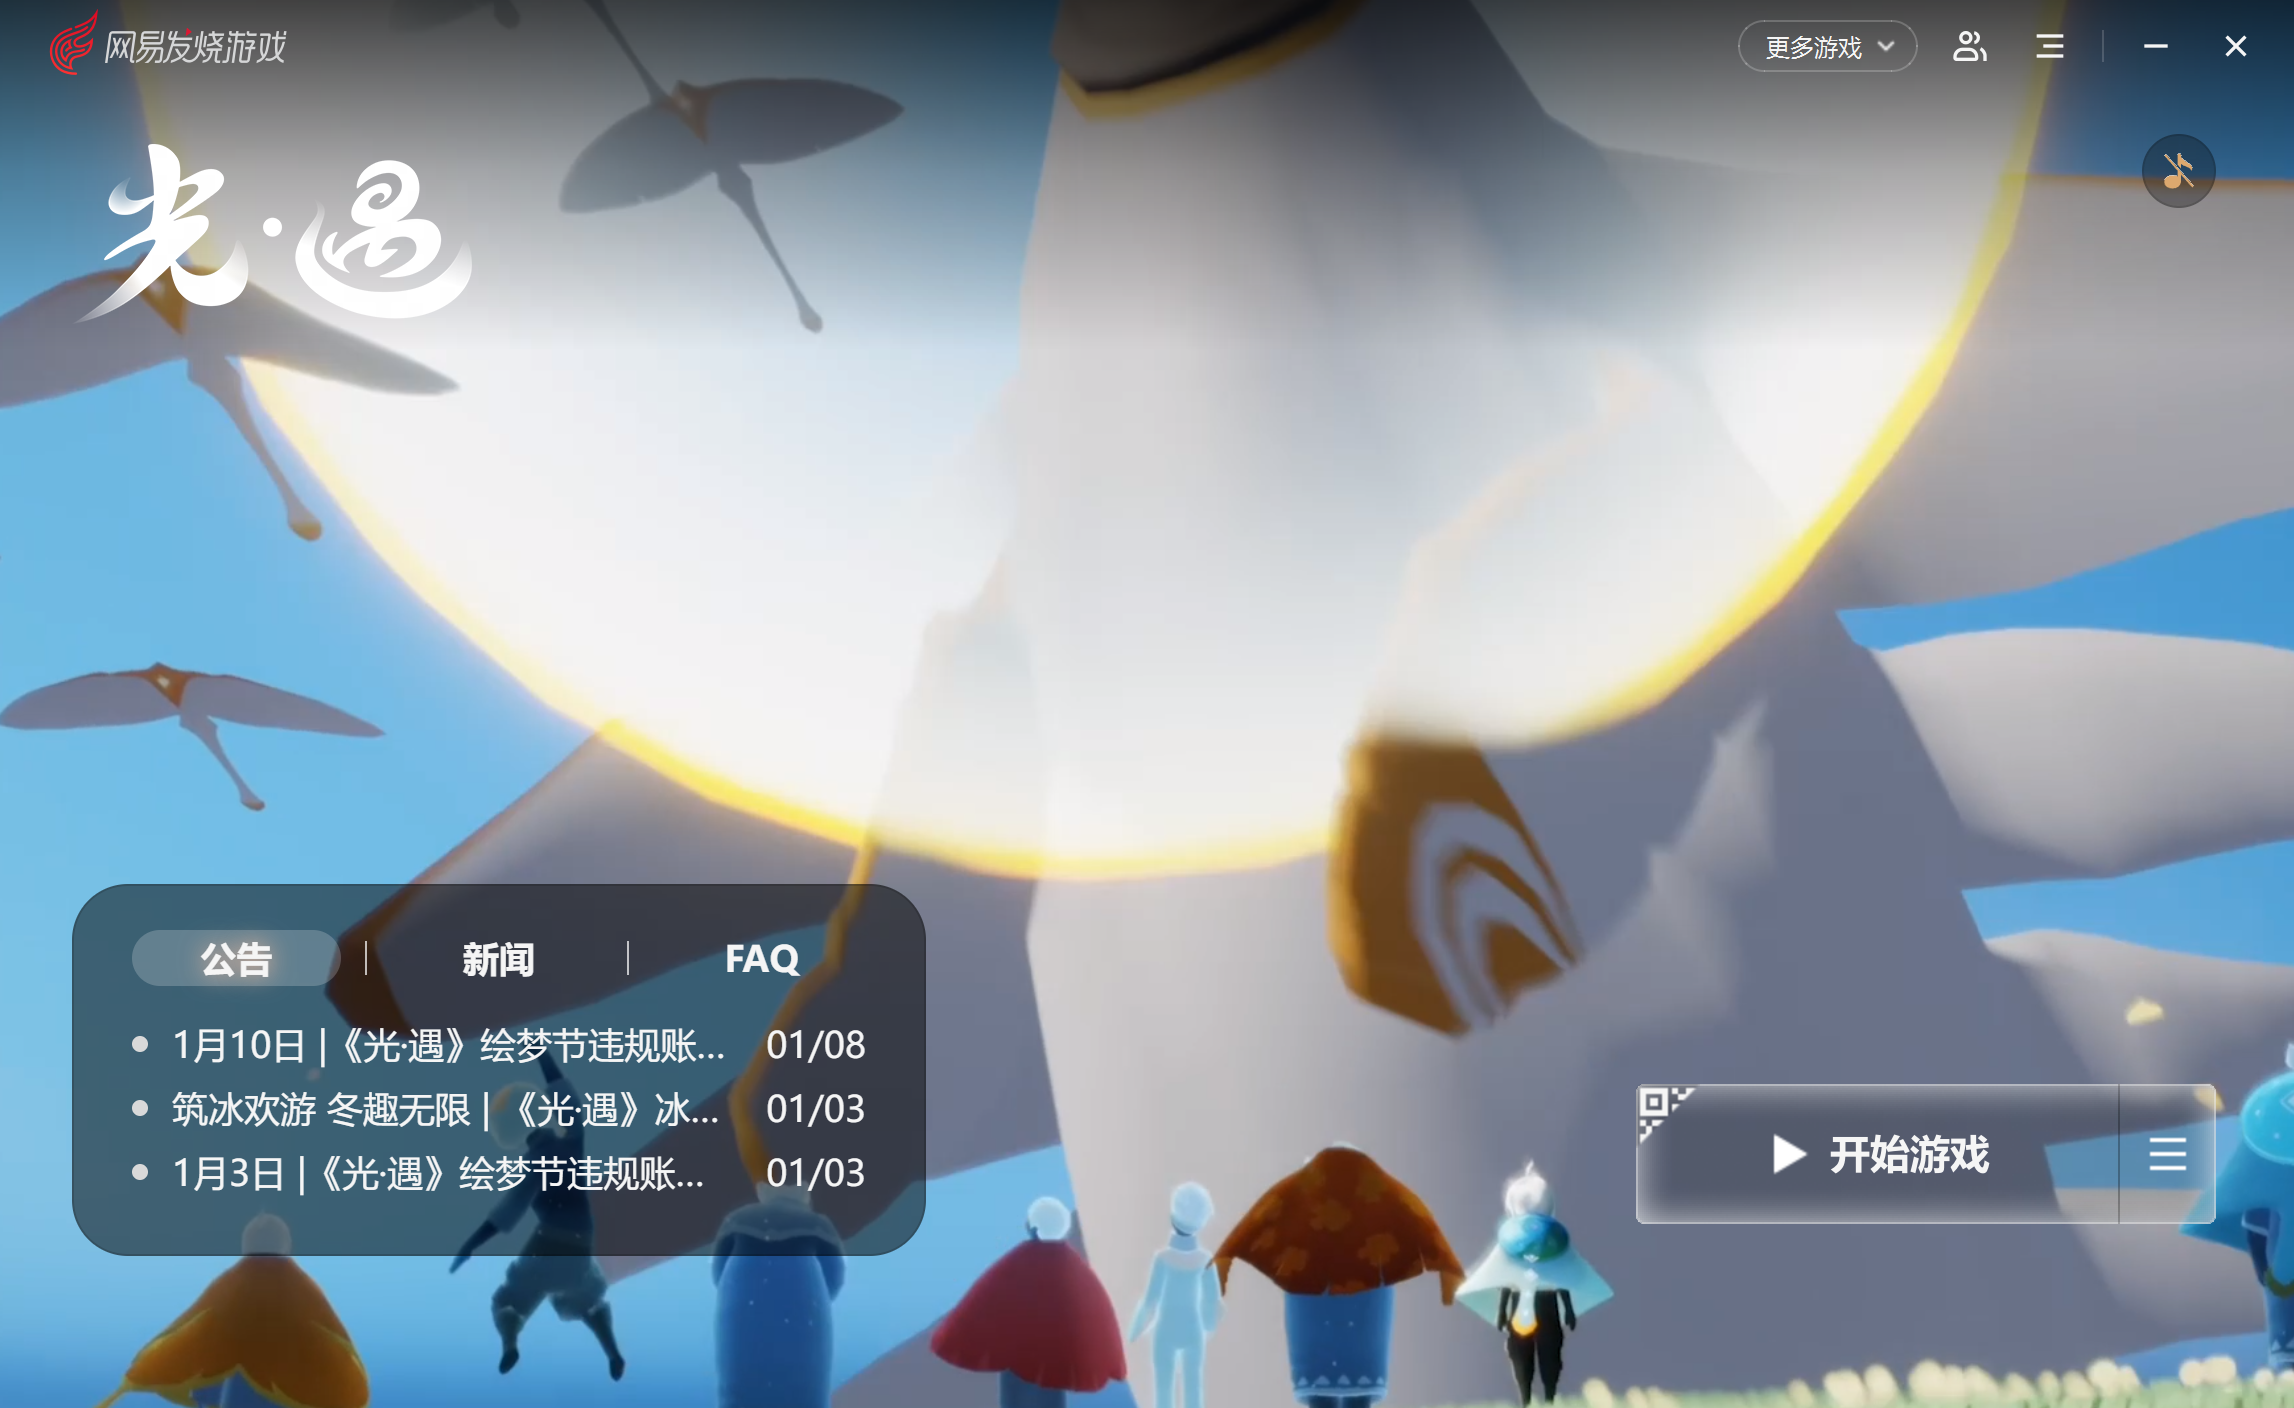 网易发烧游戏
更多游戏
光·遇
公告
新闻
FAQ
1月10日 |《光·遇》绘梦节违规账... 01/08
筑冰欢游 冬趣无限 | 《光·遇》冰... 01/03
1月3日 |《光·遇》绘梦节违规账... 01/03
开始游戏